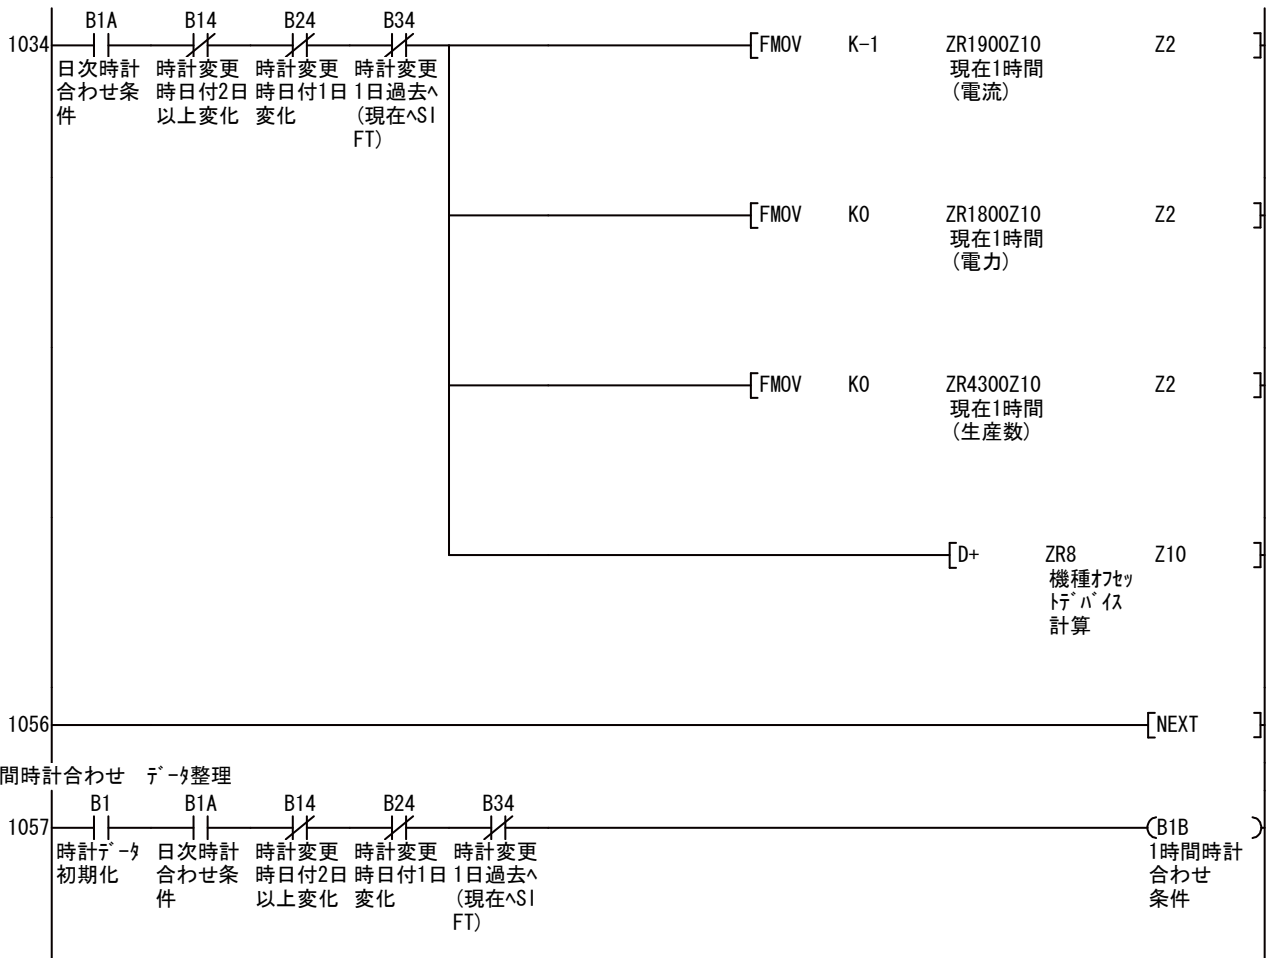 B1A B14 B24 B34
1034 [FMOV K-1 ZR1900Z10 Z2 ]
日次時計 時計変更 時計変更 時計変更 現在1時間
合わせ条 時日付2日 時日付1日 1日過去ﾍ (電流)
件 以上変化 変化 (現在ﾍSI
FT)
[FMOV K0 ZR1800Z10 Z2 ]
現在1時間
(電力)
[FMOV K0 ZR4300Z10 Z2 ]
現在1時間
(生産数)
[D+ ZR8 Z10 ]
機種ｵﾌｾｯ
ﾄﾃﾞﾊﾞｲｽ
計算
1056 [NEXT ]
間時計合わせ ﾃﾞｰﾀ整理
B1 B1A B14 B24 B34
1057 (B1B )
時計ﾃﾞｰﾀ 日次時計 時計変更 時計変更 時計変更 1時間時計
初期化 合わせ条 時日付2日 時日付1日 1日過去ﾍ 合わせ
件 以上変化 変化 (現在ﾍSI 条件
FT)